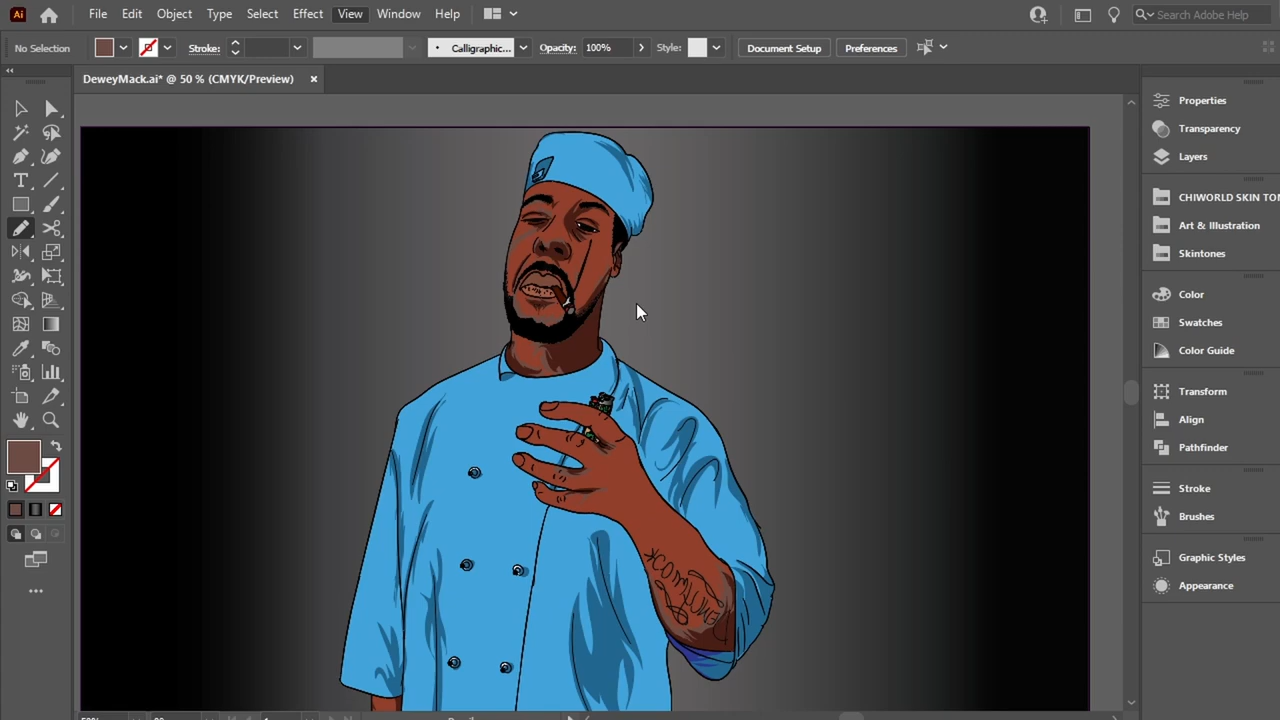 Ai File Edit Object Type Select Effect View Window Help Search Adobe Help
No Selection Stroke: Calligraphic... Opacity: 100% Style: Document Setup Preferences
DeweyMack.ai* @ 50 % (CMYK/Preview)
Properties
Transparency
Layers
CHIWORLD SKIN TON
Art & Illustration
Skintones
Color
Swatches
Color Guide
Transform
Align
Pathfinder
Stroke
Brushes
Graphic Styles
Appearance